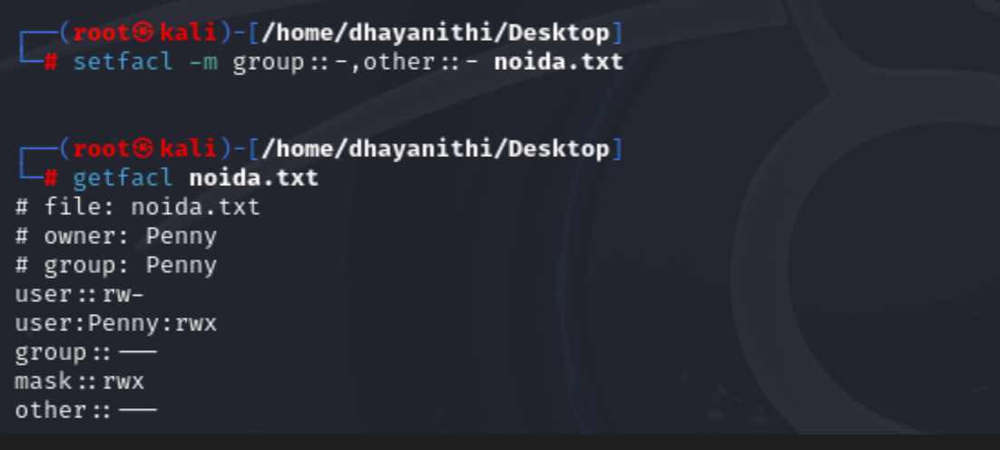 ┌──(root㉿kali)-[/home/dhayanithi/Desktop]
└─# setfacl -m group::-,other::- noida.txt
┌──(root㉿kali)-[/home/dhayanithi/Desktop]
└─# getfacl noida.txt
# file: noida.txt
# owner: Penny
# group: Penny
user::rw-
user:Penny:rwx
group::---
mask::rwx
other::---